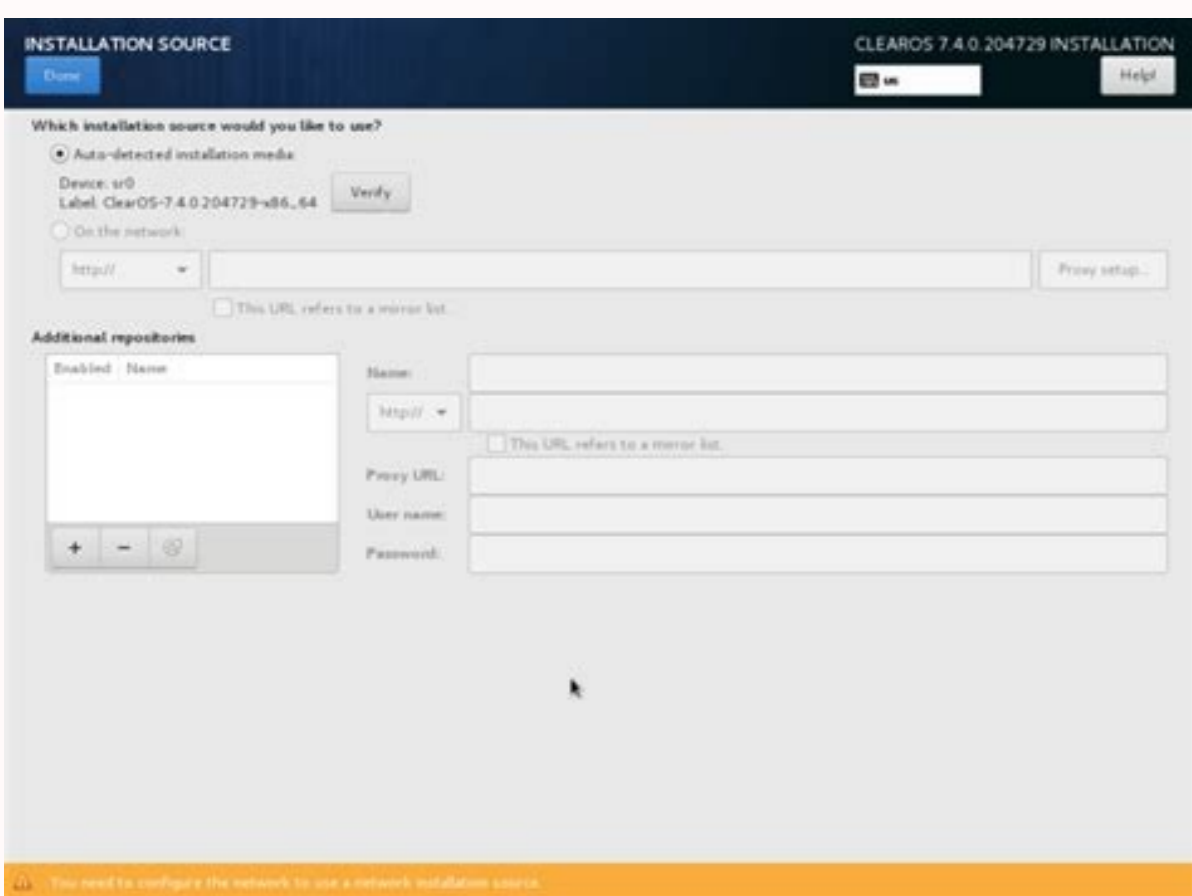 INSTALLATION SOURCE
CLEAROS 7.4.0.204729 INSTALLATION
Done
us
Help!
Which installation source would you like to use?
Auto-detected installation media:
Device: sr0
Label: ClearOS-7.4.0.204729-x86_64
Verify
On the network:
http://
Proxy setup...
This URL refers to a mirror list.
Additional repositories
Enabled Name
Name:
http://
This URL refers to a mirror list.
Proxy URL:
User name:
Password:
You need to configure the network to use a network installation source.